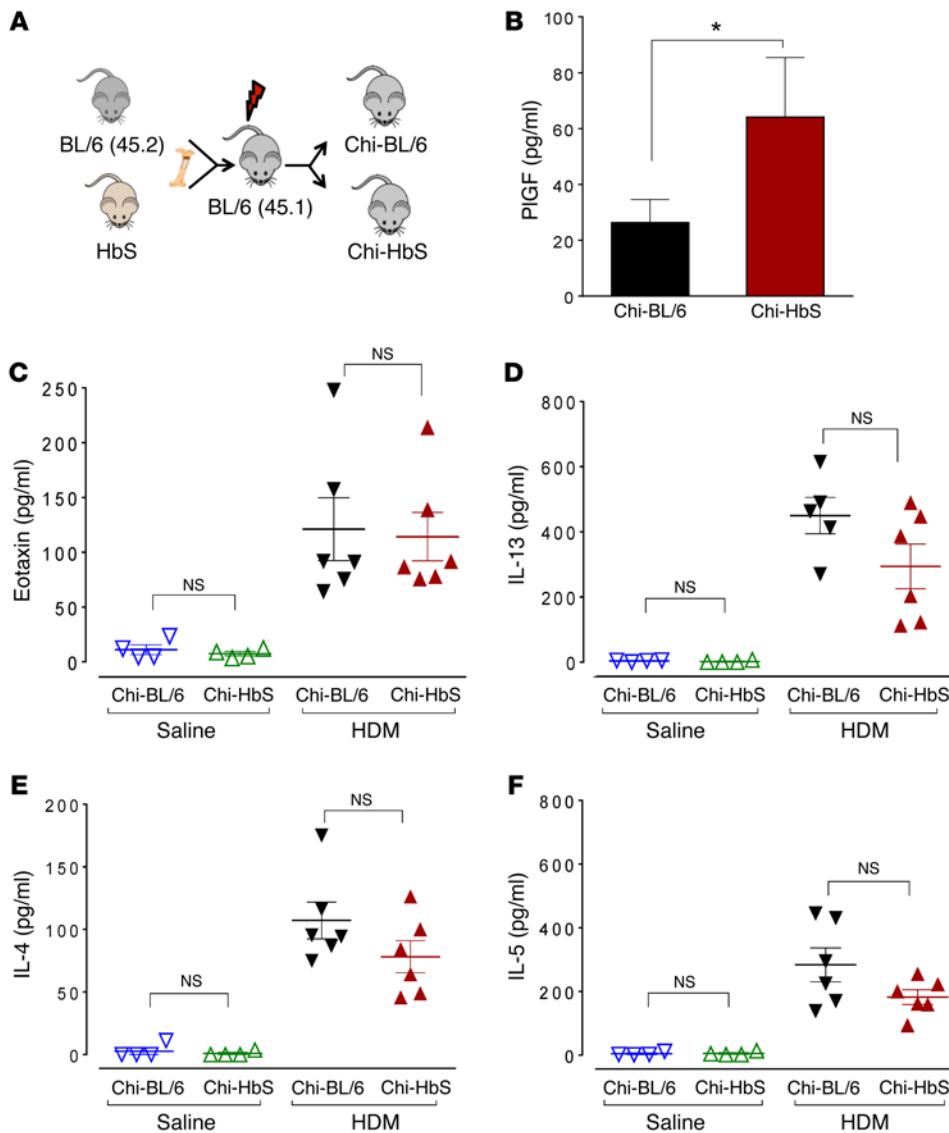 A
BL/6 (45.2)
HbS
BL/6 (45.1)
Chi-BL/6
Chi-HbS
B
PlGF (pg/ml)
100
80
60
40
20
0
*
Chi-BL/6
Chi-HbS
C
Eotaxin (pg/ml)
250
200
150
100
50
0
NS
NS
Chi-BL/6 Chi-HbS Chi-BL/6 Chi-HbS
Saline HDM
D
IL-13 (pg/ml)
800
600
400
200
0
NS
NS
Chi-BL/6 Chi-HbS Chi-BL/6 Chi-HbS
Saline HDM
E
IL-4 (pg/ml)
200
150
100
50
0
NS
NS
Chi-BL/6 Chi-HbS Chi-BL/6 Chi-HbS
Saline HDM
F
IL-5 (pg/ml)
800
600
400
200
0
NS
NS
Chi-BL/6 Chi-HbS Chi-BL/6 Chi-HbS
Saline HDM